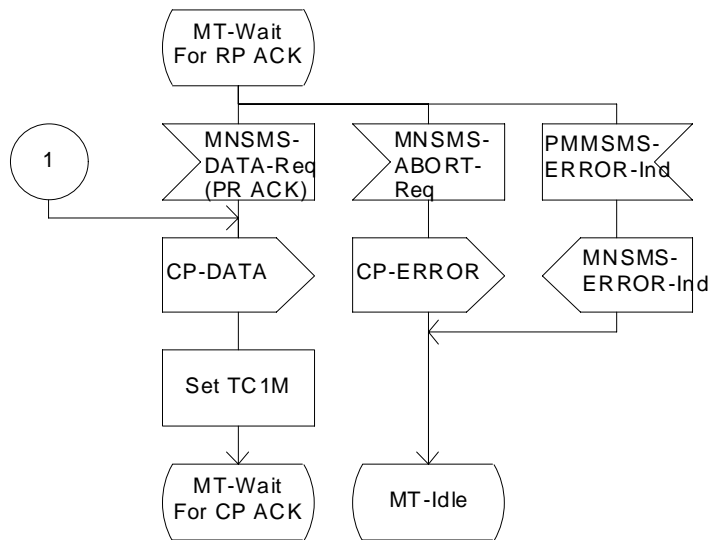 MT-Wait
For RP ACK
1
MNSMS-
DATA-Req
(PR ACK)
MNSMS-
ABORT-
Req
PMMSMS-
ERROR-Ind
CP-DATA
CP-ERROR
MNSMS-
ERROR-Ind
Set TC1M
MT-Wait
For CP ACK
MT-Idle